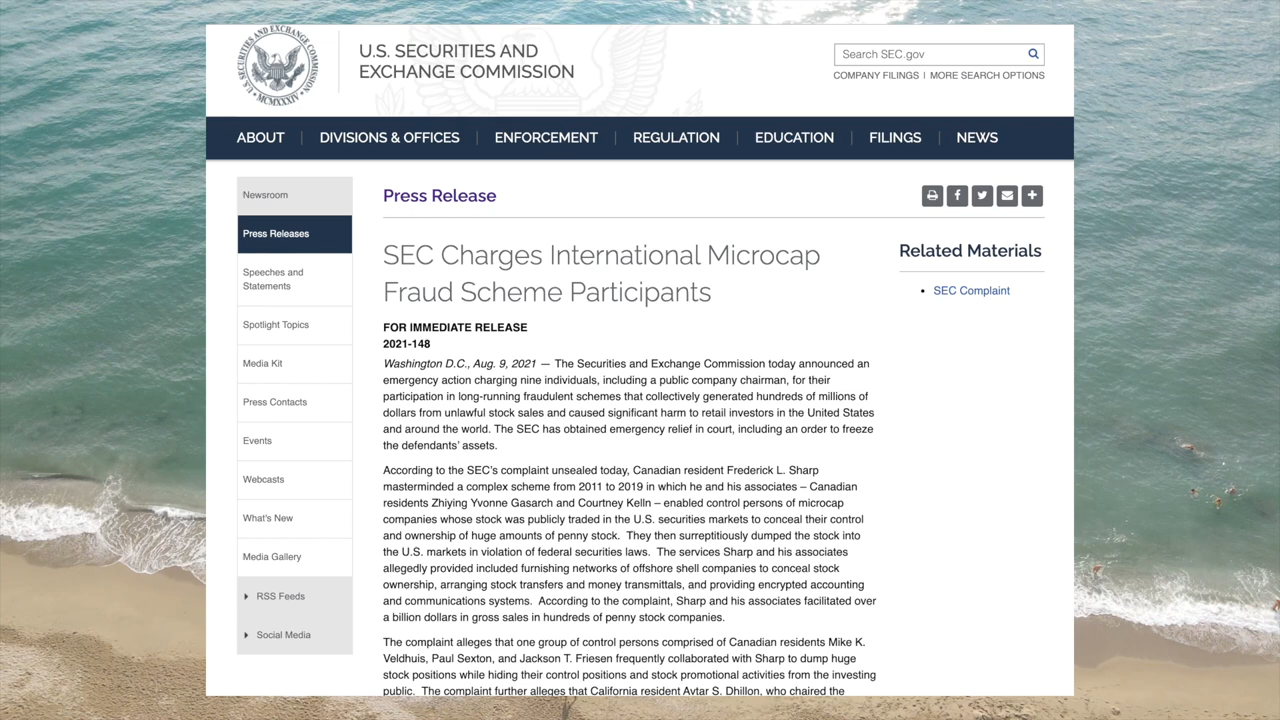 SECURITIES AND EXCHANGE COMMISSION
U.S.
MCMXXXIV
U.S. SECURITIES AND
EXCHANGE COMMISSION
Search SEC.gov
COMPANY FILINGS | MORE SEARCH OPTIONS
ABOUT | DIVISIONS & OFFICES | ENFORCEMENT | REGULATION | EDUCATION | FILINGS | NEWS
Newsroom
Press Releases
Speeches and
Statements
Spotlight Topics
Media Kit
Press Contacts
Events
Webcasts
What's New
Media Gallery
RSS Feeds
Social Media
Press Release
SEC Charges International Microcap
Fraud Scheme Participants
FOR IMMEDIATE RELEASE
2021-148
Washington D.C., Aug. 9, 2021 — The Securities and Exchange Commission today announced an
emergency action charging nine individuals, including a public company chairman, for their
participation in long-running fraudulent schemes that collectively generated hundreds of millions of
dollars from unlawful stock sales and caused significant harm to retail investors in the United States
and around the world. The SEC has obtained emergency relief in court, including an order to freeze
the defendants' assets.
According to the SEC's complaint unsealed today, Canadian resident Frederick L. Sharp
masterminded a complex scheme from 2011 to 2019 in which he and his associates – Canadian
residents Zhiying Yvonne Gasarch and Courtney Kelln – enabled control persons of microcap
companies whose stock was publicly traded in the U.S. securities markets to conceal their control
and ownership of huge amounts of penny stock. They then surreptitiously dumped the stock into
the U.S. markets in violation of federal securities laws. The services Sharp and his associates
allegedly provided included furnishing networks of offshore shell companies to conceal stock
ownership, arranging stock transfers and money transmittals, and providing encrypted accounting
and communications systems. According to the complaint, Sharp and his associates facilitated over
a billion dollars in gross sales in hundreds of penny stock companies.
The complaint alleges that one group of control persons comprised of Canadian residents Mike K.
Veldhuis, Paul Sexton, and Jackson T. Friesen frequently collaborated with Sharp to dump huge
stock positions while hiding their control positions and stock promotional activities from the investing
public. The complaint further alleges that California resident Avtar S. Dhillon, who chaired the
Related Materials
• SEC Complaint